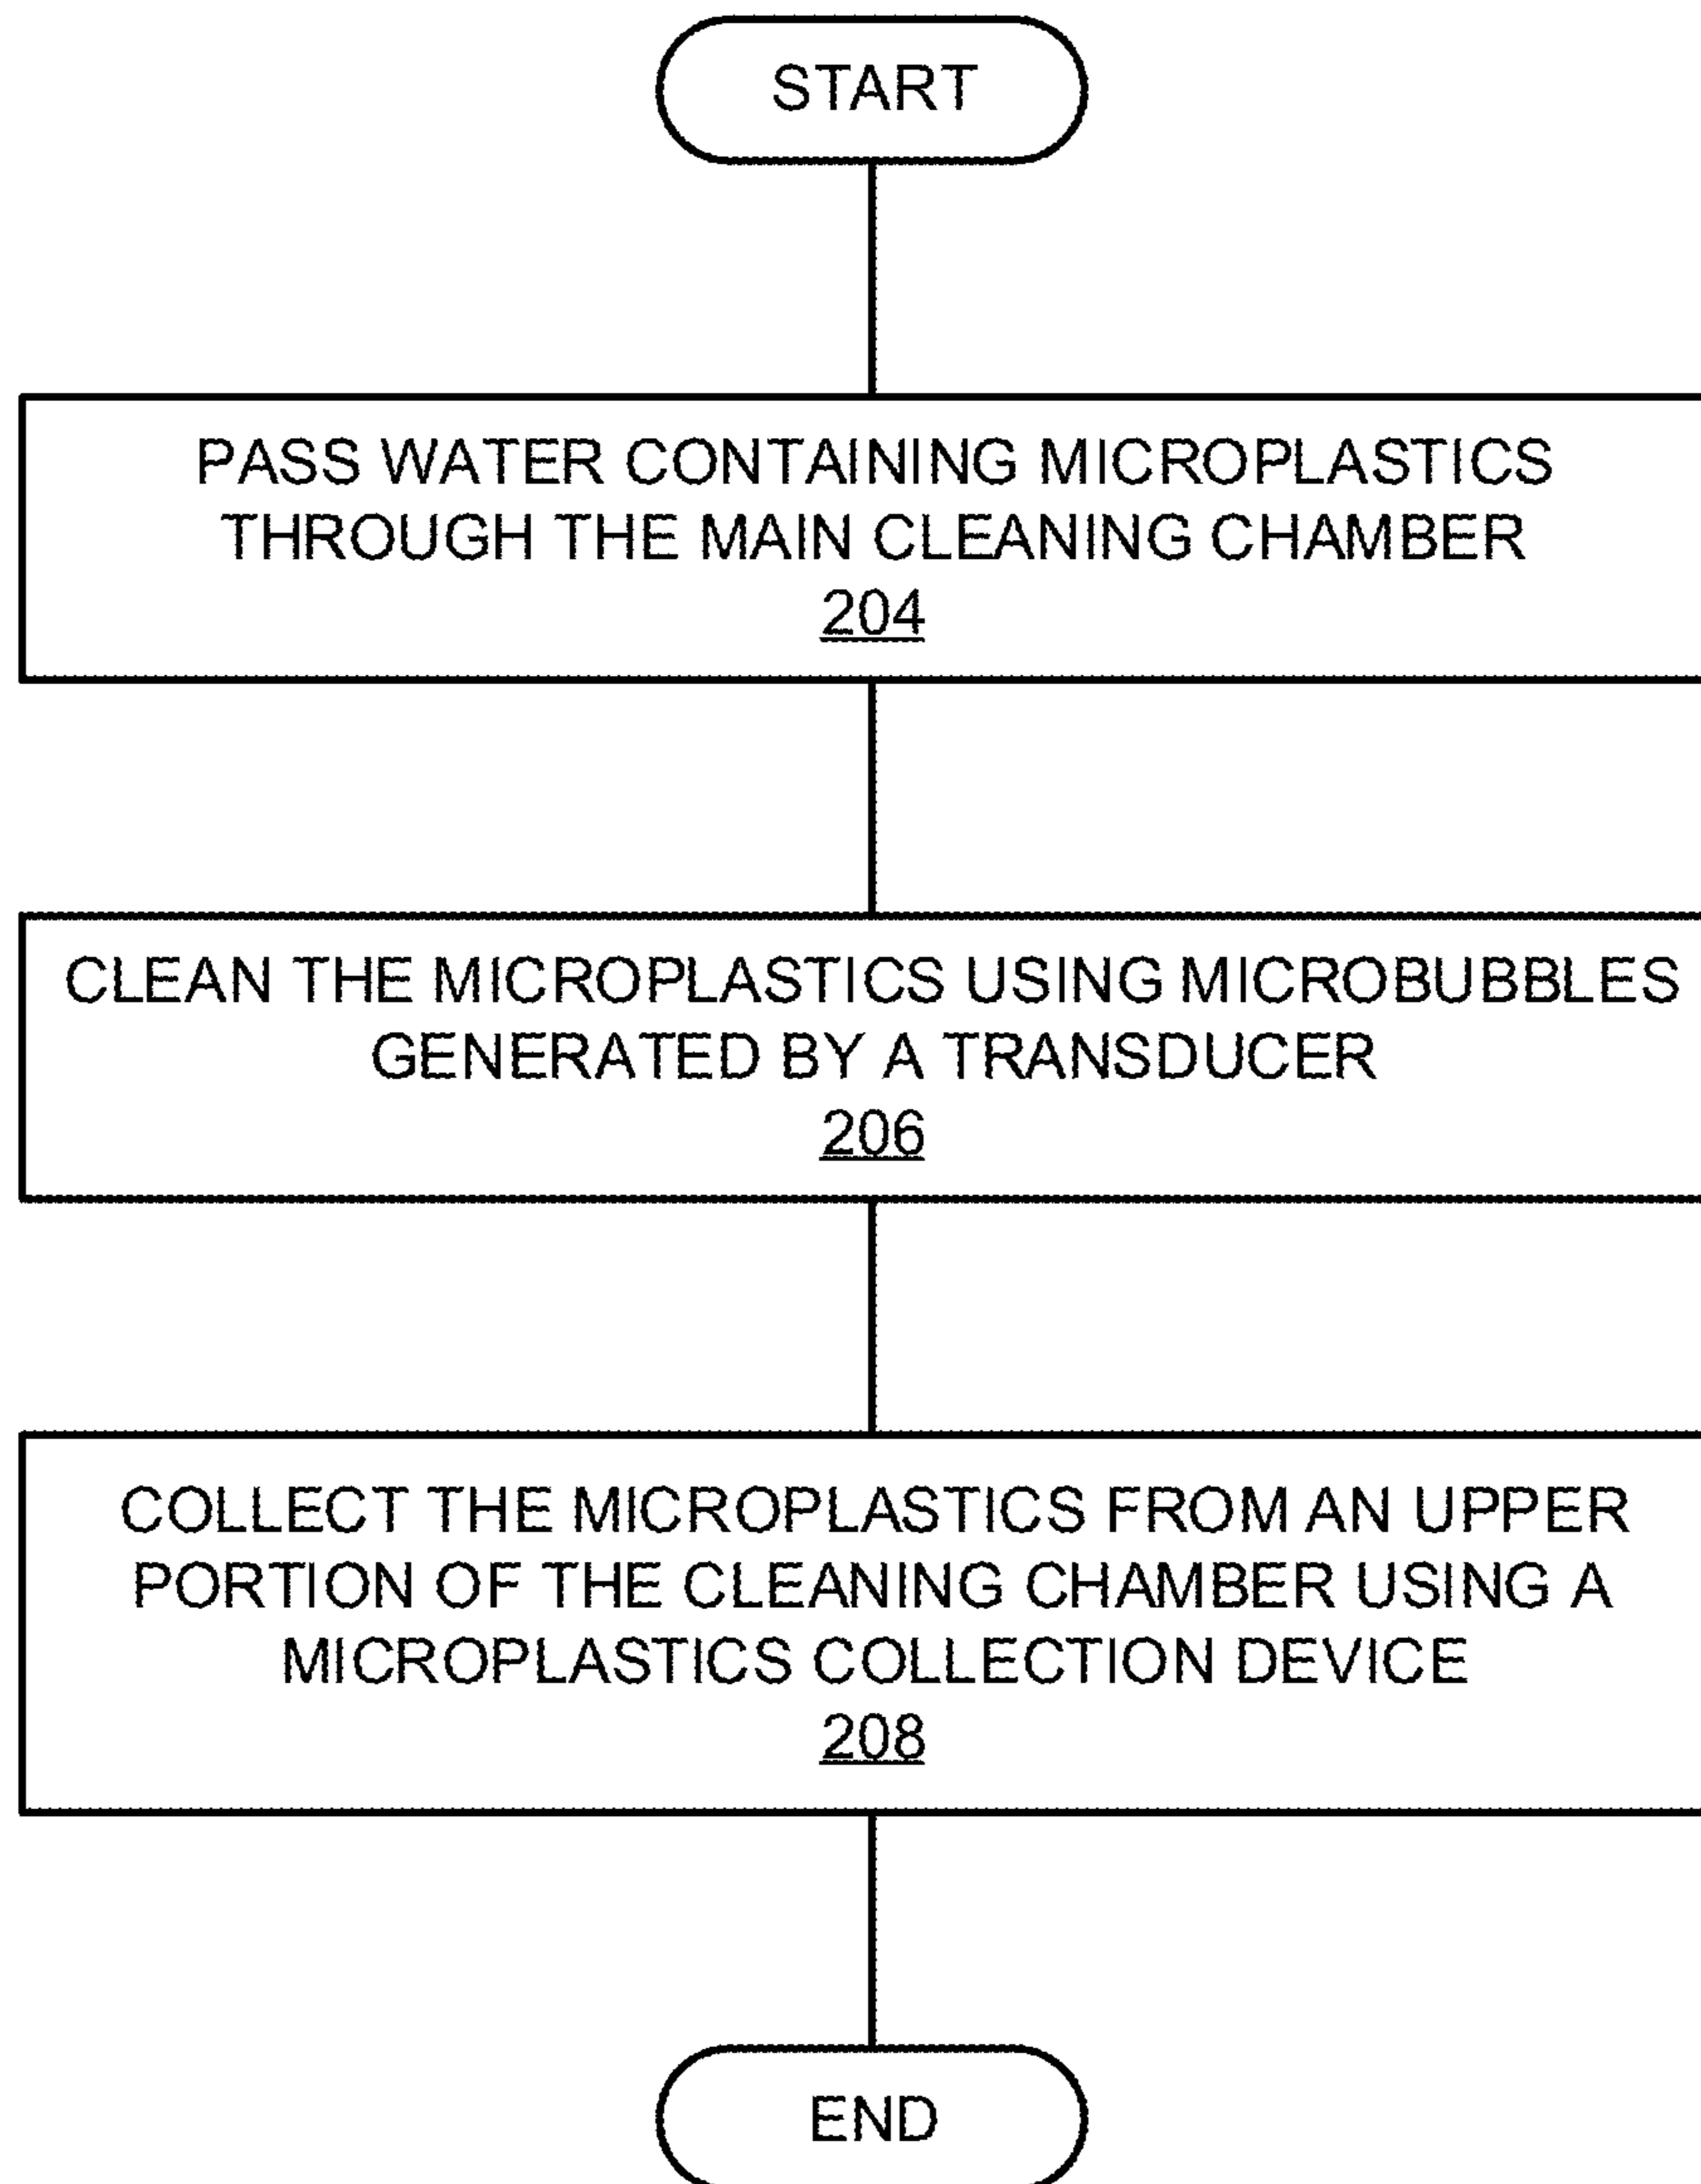 START
PASS WATER CONTAINING MICROPLASTICS
THROUGH THE MAIN CLEANING CHAMBER
204
CLEAN THE MICROPLASTICS USING MICROBUBBLES
GENERATED BY A TRANSDUCER
206
COLLECT THE MICROPLASTICS FROM AN UPPER
PORTION OF THE CLEANING CHAMBER USING A
MICROPLASTICS COLLECTION DEVICE
208
END